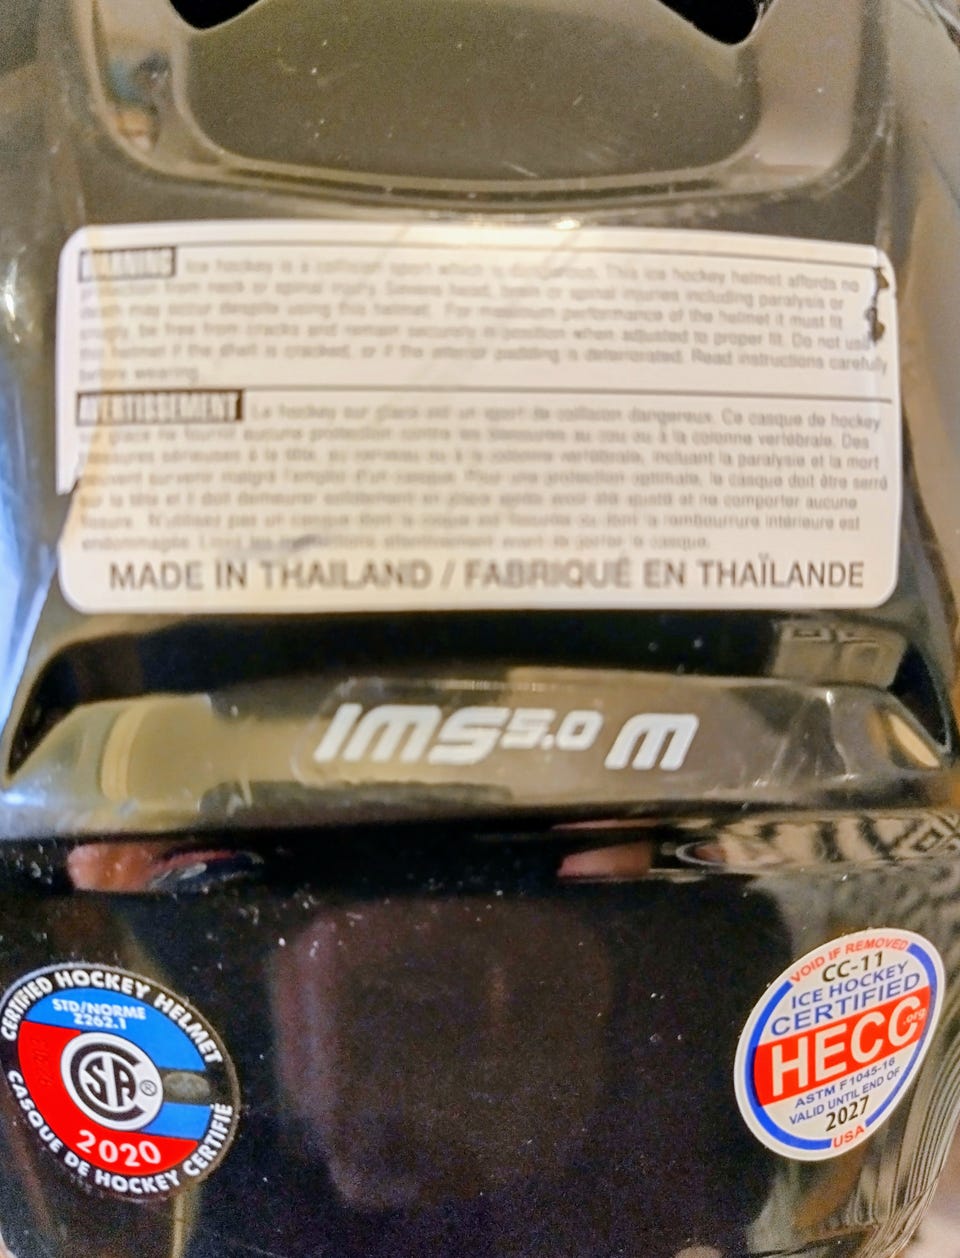 WARNING Ice hockey is a collision sport which is dangerous. This ice hockey helmet affords no
protection from neck or spinal injury. Severe head, brain or spinal injuries including paralysis or
death may occur despite using this helmet. For maximum performance of the helmet it must fit
be free from cracks and remain securely in position when adjusted to proper fit. Do not use
this helmet if the shell is cracked, or if the interior padding is deteriorated. Read instructions carefully
before wearing.
AVERTISSEMENT Le hockey sur glace est un sport de collision dangereux. Ce casque de hockey
sur glace ne fournit aucune protection contre les blessures au cou ou à la colonne vertébrale. Des
blessures sérieuses à la tête, au cerveau ou à la colonne vertébrale, incluant la paralysie et la mort
peuvent survenir malgré l'emploi d'un casque. Pour une protection optimale, le casque doit être serré
à la tête et il doit demeurer solidement en place après avoir été ajusté et ne comporter aucune
fissure. N'utilisez pas un casque dont la coque est fissurée ou dont la rembourrure intérieure est
endommagée. Lisez les instructions attentivement avant de porter le casque.
MADE IN THAILAND / FABRIQUÉ EN THAÏLANDE
IMS 5.0 M
CERTIFIED HOCKEY HELMET
STD/NORME
Z262.1
CSA ®
2020
CASQUE DE HOCKEY CERTIFIÉ
VOID IF REMOVED
CC-11
ICE HOCKEY
CERTIFIED
HECC.org
ASTM F1045-16
VALID UNTIL END OF
2027
USA